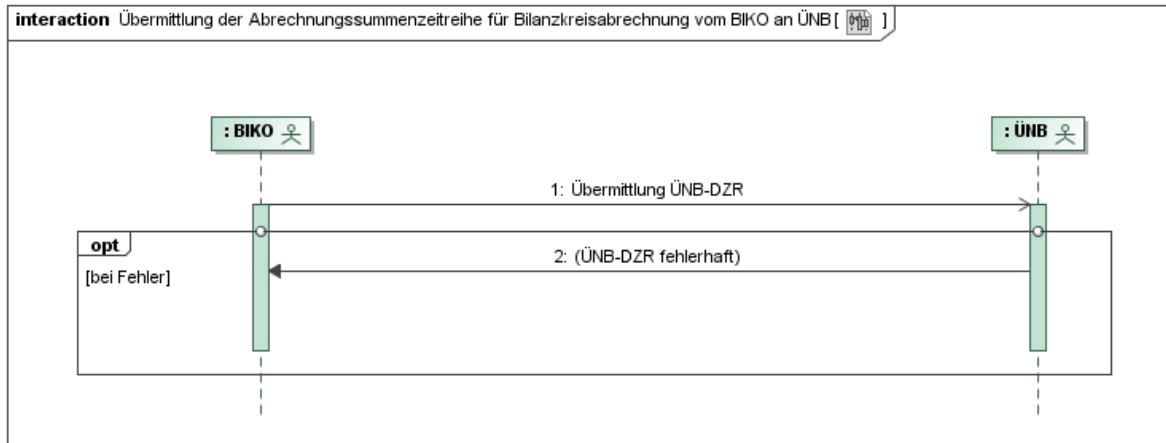 interaction Übermittlung der Abrechnungssummenzeitreihe für Bilanzkreisabrechnung vom BIKO an ÜNB [ ]
: BIKO
: ÜNB
1: Übermittlung ÜNB-DZR
opt
2: (ÜNB-DZR fehlerhaft)
[bei Fehler]